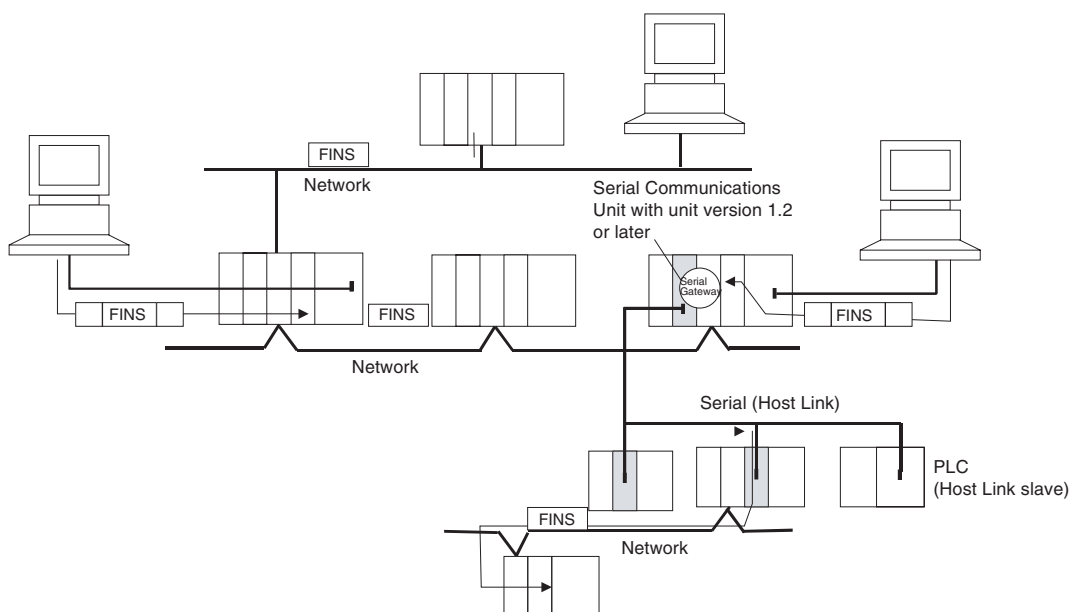 FINS
Network
Serial Communications
Unit with unit version 1.2
or later
Serial
Gateway
FINS
FINS
FINS
Network
Serial (Host Link)
PLC
(Host Link slave)
FINS
Network